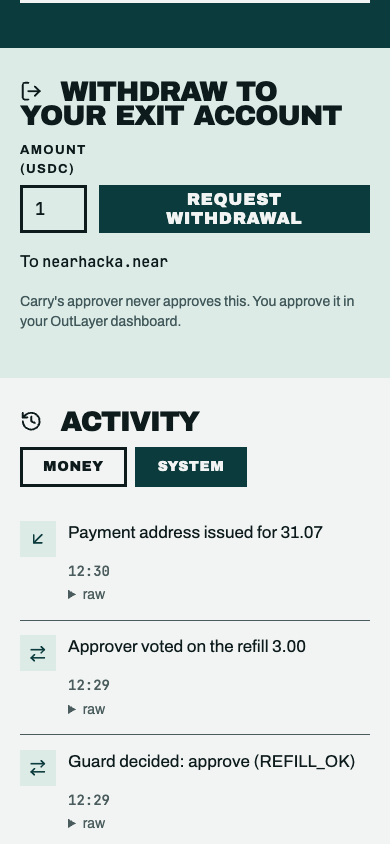 WITHDRAW TO
YOUR EXIT ACCOUNT
AMOUNT
(USDC)
1
REQUEST
WITHDRAWAL
To nearhacka.near
Carry's approver never approves this. You approve it in
your OutLayer dashboard.
ACTIVITY
MONEY
SYSTEM
Payment address issued for 31.07
12:30
raw
Approver voted on the refill 3.00
12:29
raw
Guard decided: approve (REFILL_OK)
12:29
raw